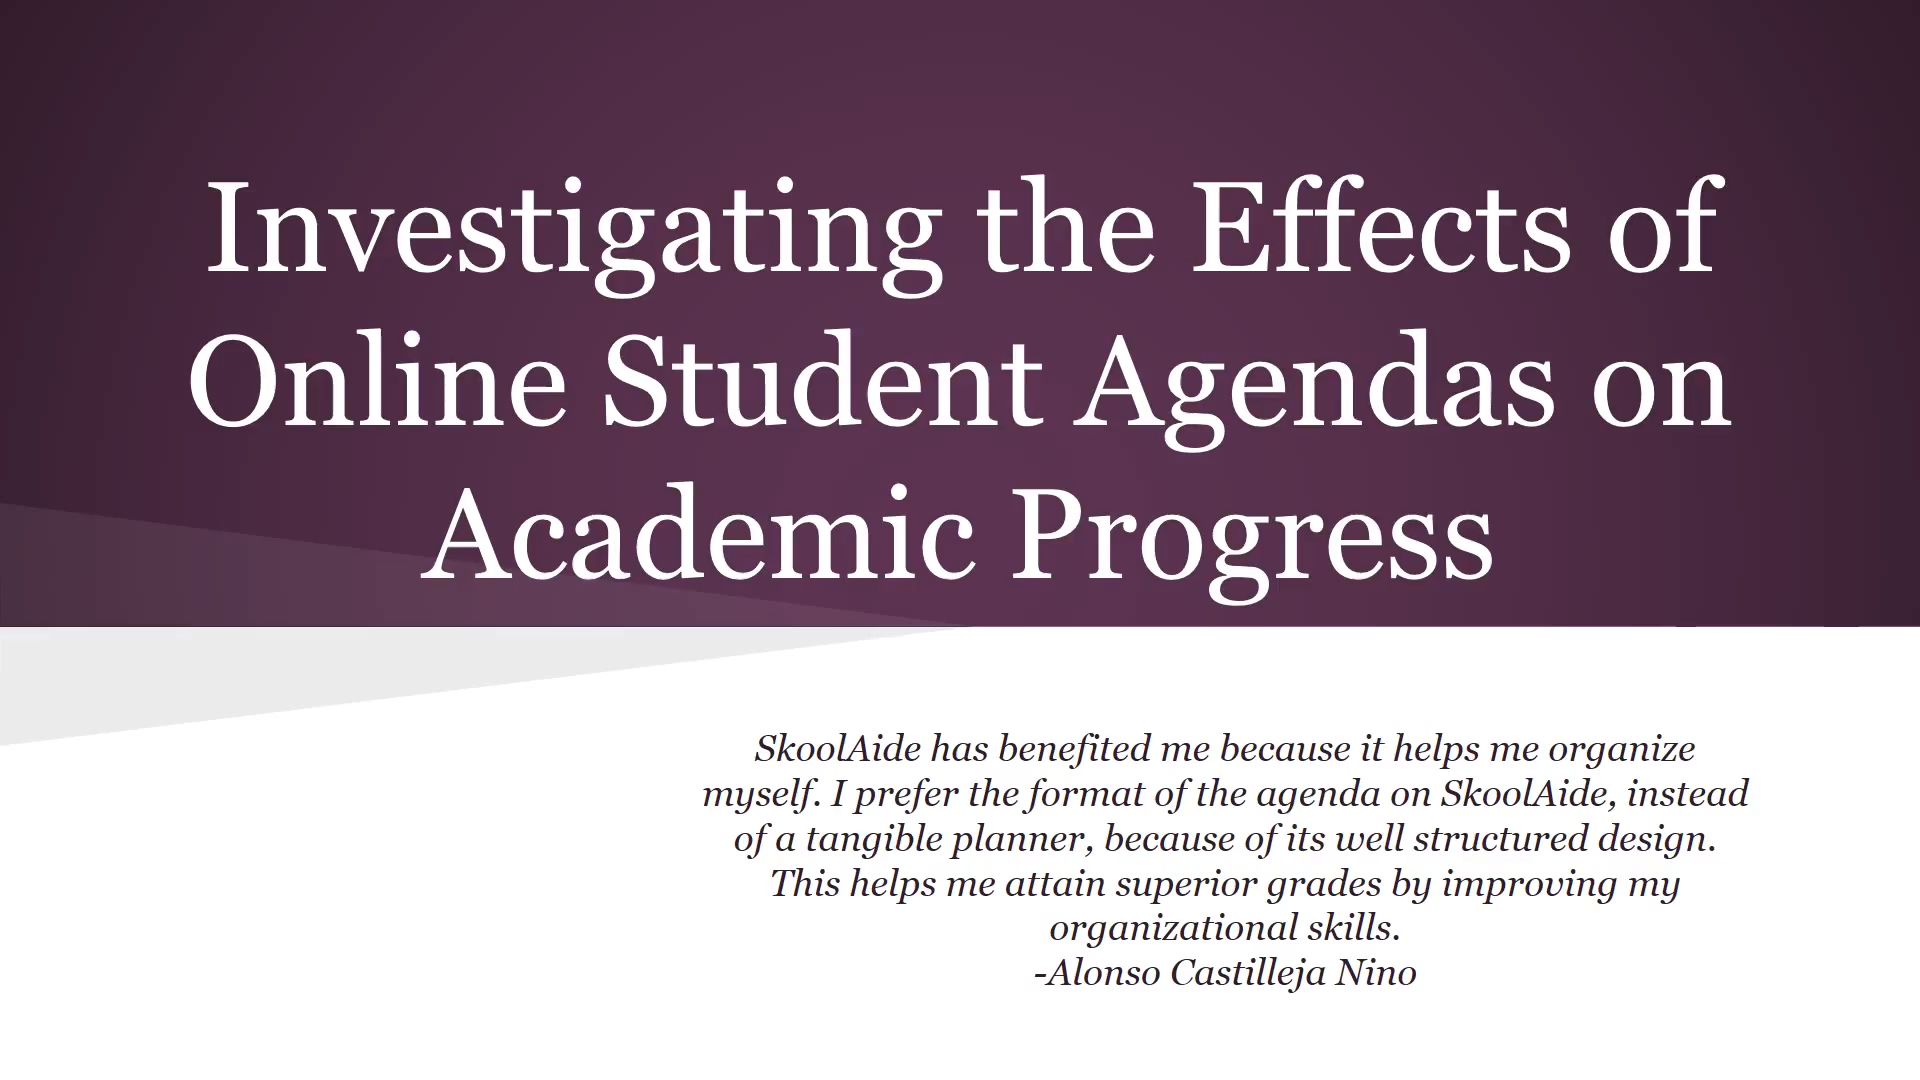 Investigating the Effects of
Online Student Agendas on
Academic Progress
SkoolAide has benefited me because it helps me organize
myself. I prefer the format of the agenda on SkoolAide, instead
of a tangible planner, because of its well structured design.
This helps me attain superior grades by improving my
organizational skills.
-Alonso Castilleja Nino